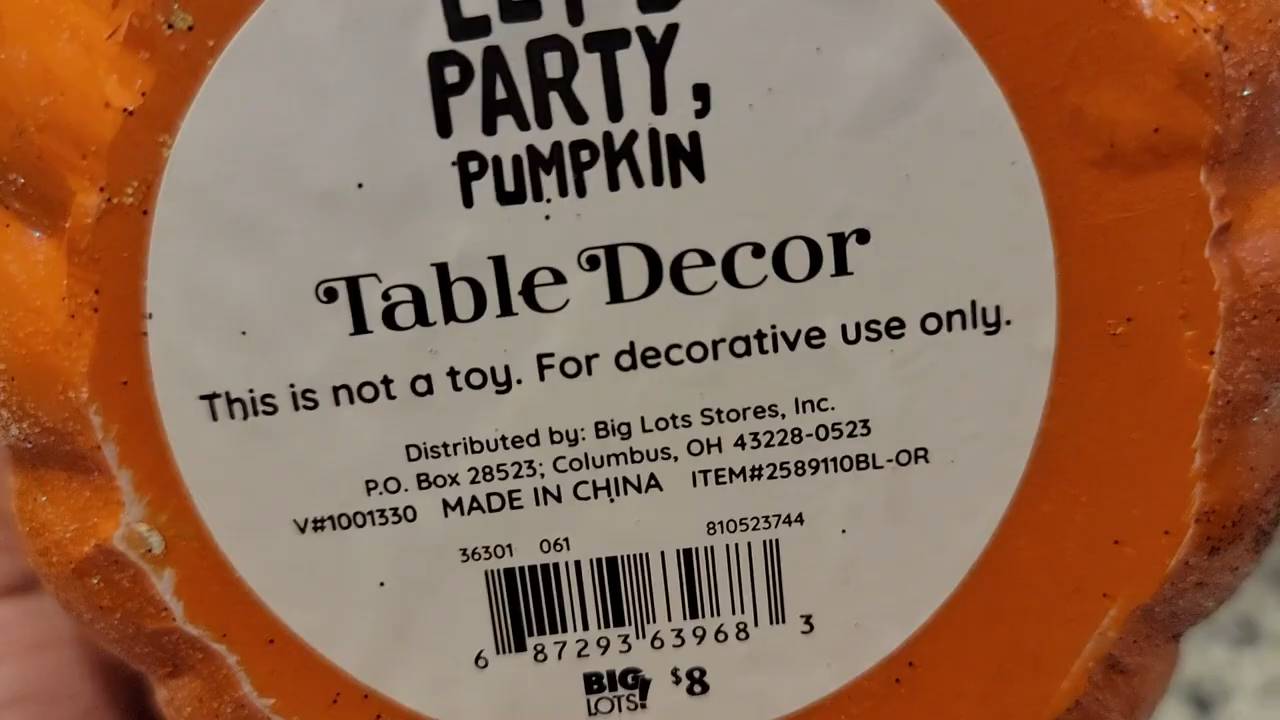 LET'S
PARTY,
PUMPKIN
Table Decor
This is not a toy. For decorative use only.
Distributed by: Big Lots Stores, Inc.
P.O. Box 28523; Columbus, OH 43228-0523
V#1001330 MADE IN CHINA ITEM#2589110BL-OR
36301 061 810523744
6 87293 63968 3
BIG LOTS! $8